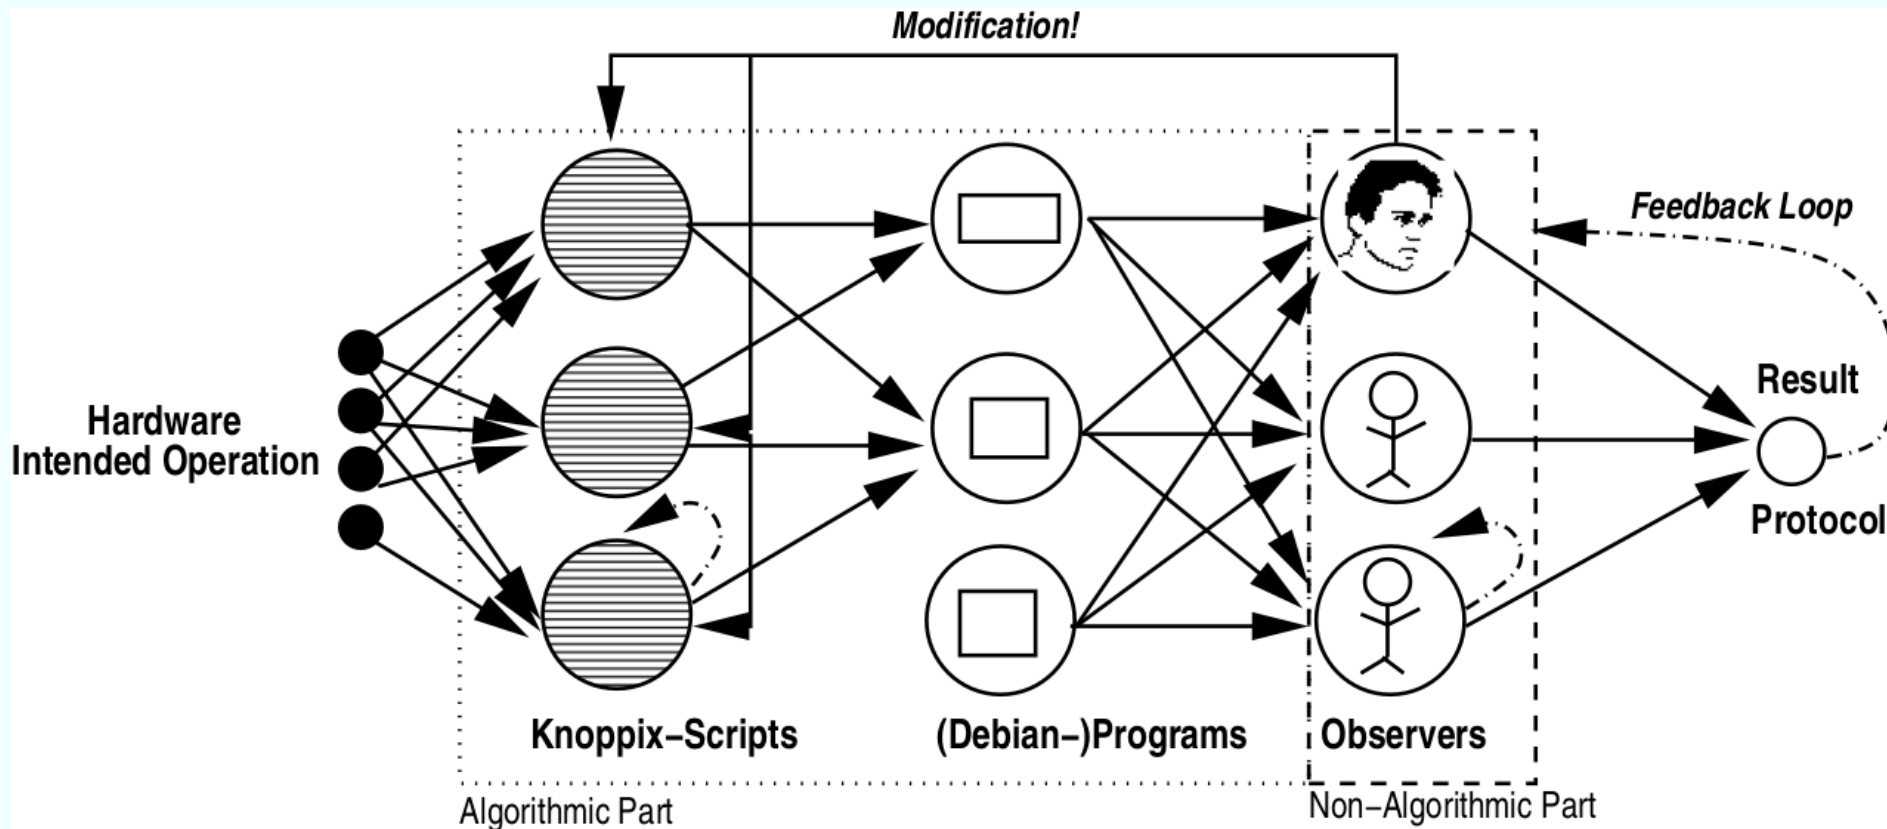 Modification!
Feedback Loop
Hardware
Intended Operation
Result
Protocol
Knoppix–Scripts
(Debian–)Programs
Observers
Algorithmic Part
Non–Algorithmic Part